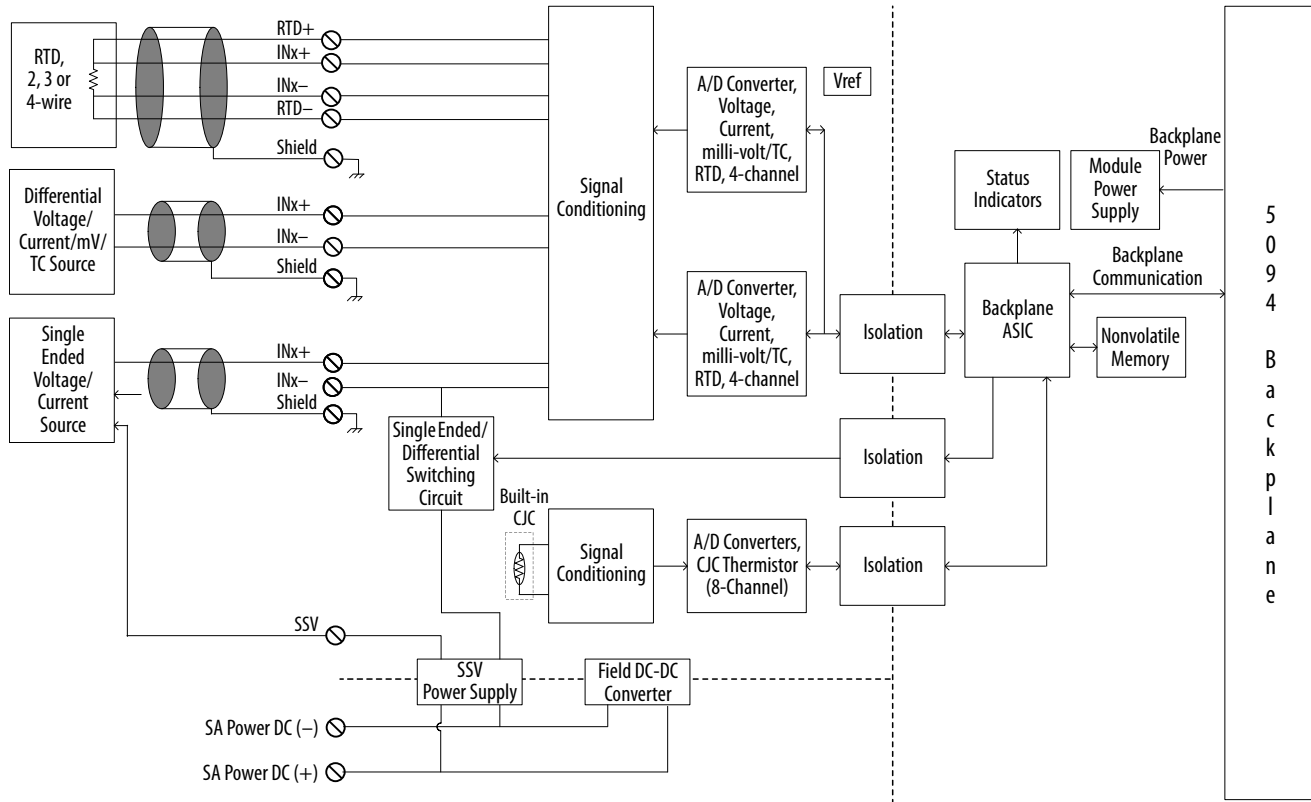 RTD,
2, 3 or
4-wire
RTD+
INx+
INx–
RTD–
Shield
Differential
Voltage/
Current/mV/
TC Source
INx+
INx–
Shield
Single
Ended
Voltage/
Current
Source
INx+
INx–
Shield
Signal
Conditioning
A/D Converter,
Voltage,
Current,
milli-volt/TC,
RTD, 4-channel
Vref
A/D Converter,
Voltage,
Current,
milli-volt/TC,
RTD, 4-channel
Isolation
Status
Indicators
Backplane
Power
Module
Power
Supply
Backplane
Communication
Backplane
ASIC
Nonvolatile
Memory
Single Ended/
Differential
Switching
Circuit
Isolation
Built-in
CJC
Signal
Conditioning
A/D Converters,
CJC Thermistor
(8-Channel)
Isolation
SSV
SSV
Power Supply
Field DC-DC
Converter
SA Power DC (–)
SA Power DC (+)
5094 Backplane